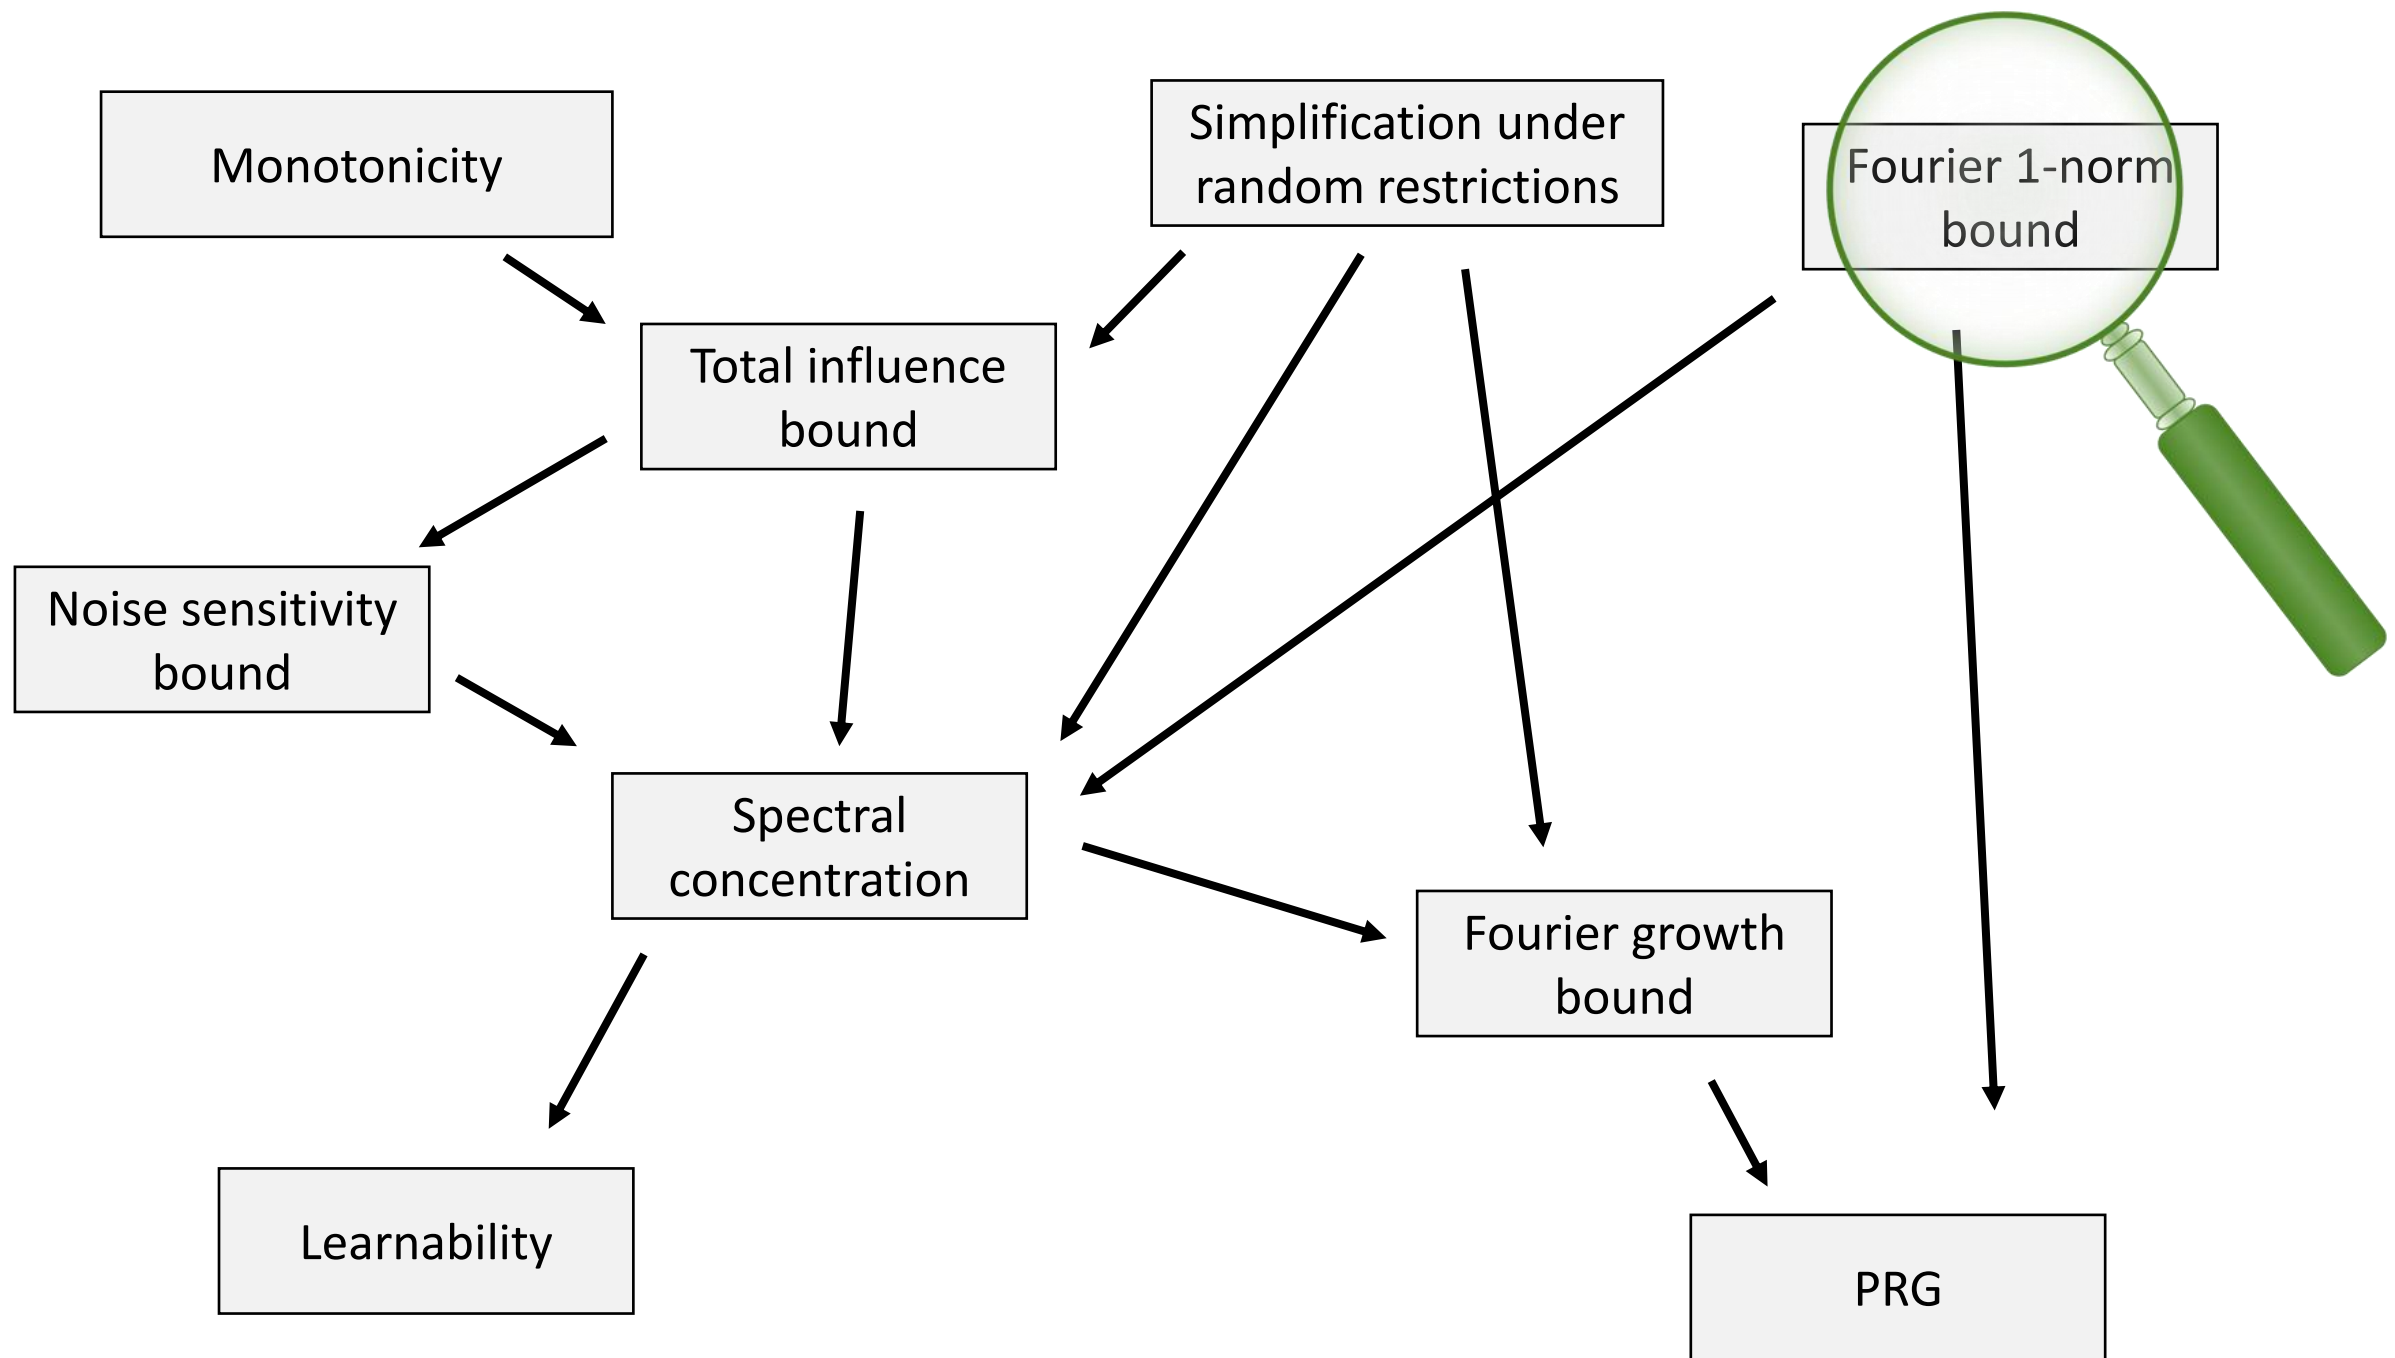 Monotonicity
Simplification under
random restrictions
Fourier 1-norm
bound
Total influence
bound
Noise sensitivity
bound
Spectral
concentration
Fourier growth
bound
Learnability
PRG